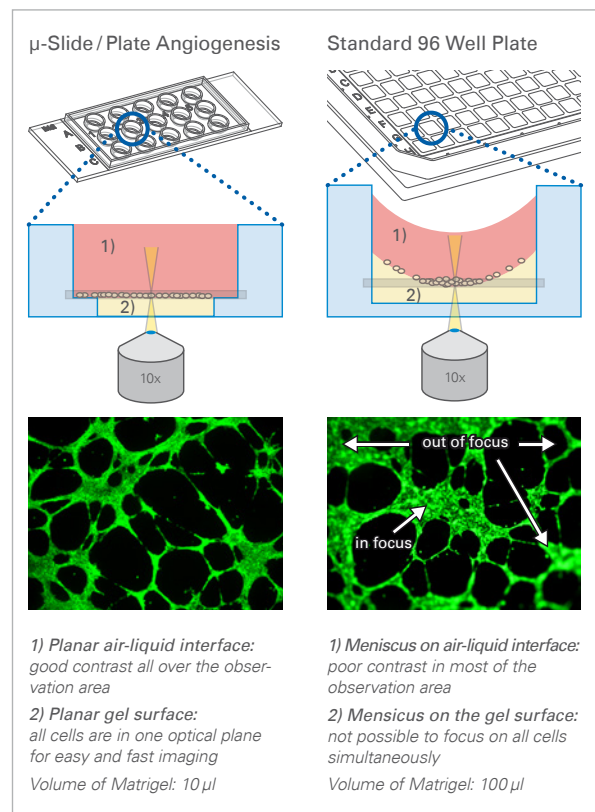 µ-Slide / Plate Angiogenesis
1)
2)
10x
1) Planar air-liquid interface:
good contrast all over the obser-
vation area
2) Planar gel surface:
all cells are in one optical plane
for easy and fast imaging
Volume of Matrigel: 10 µl
Standard 96 Well Plate
1)
2)
10x
out of focus
in focus
1) Meniscus on air-liquid interface:
poor contrast in most of the
observation area
2) Mensicus on the gel surface:
not possible to focus on all cells
simultaneously
Volume of Matrigel: 100 µl